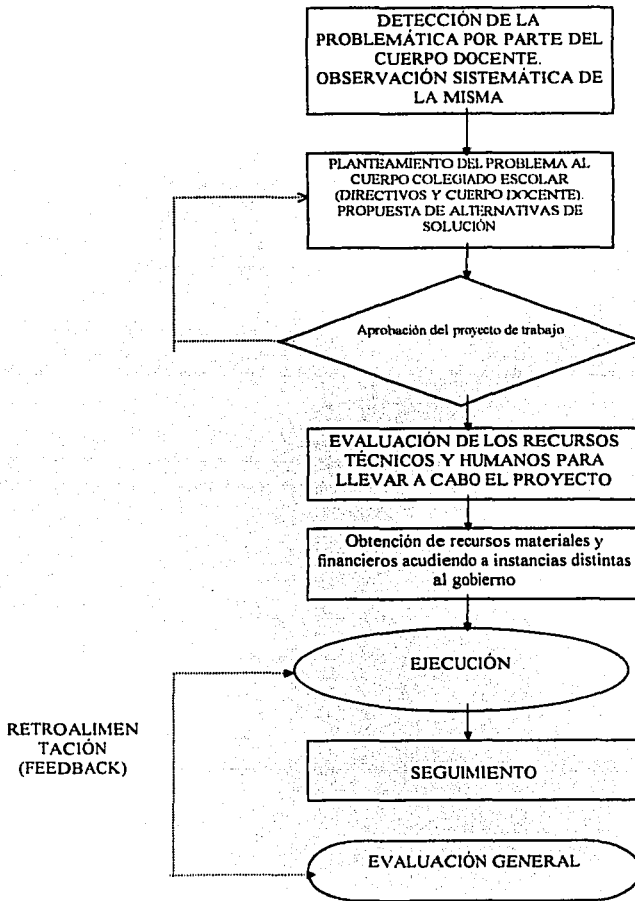 DETECCIÓN DE LA
PROBLEMÁTICA POR PARTE DEL
CUERPO DOCENTE.
OBSERVACIÓN SISTEMÁTICA DE
LA MISMA
PLANTEAMIENTO DEL PROBLEMA AL
CUERPO COLEGIADO ESCOLAR
(DIRECTIVOS Y CUERPO DOCENTE).
PROPUESTA DE ALTERNATIVAS DE
SOLUCIÓN
Aprobación del proyecto de trabajo
EVALUACIÓN DE LOS RECURSOS
TÉCNICOS Y HUMANOS PARA
LLEVAR A CABO EL PROYECTO
Obtención de recursos materiales y
financieros acudiendo a instancias distintas
al gobierno
EJECUCIÓN
RETROALIMEN
TACIÓN
(FEEDBACK)
SEGUIMIENTO
EVALUACIÓN GENERAL